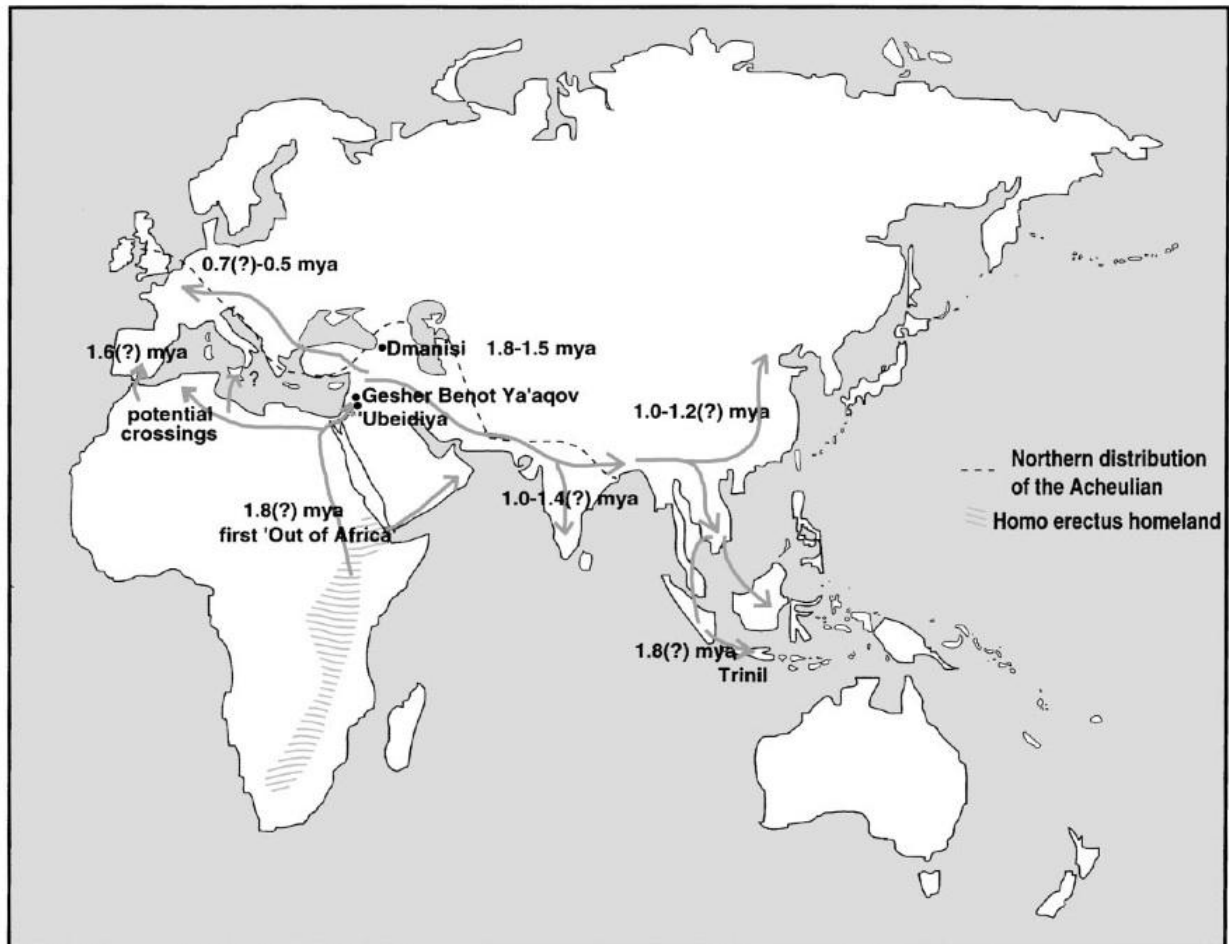 0.7(?)-0.5 mya
1.6(?) mya
?
Dmanisi 1.8-1.5 mya
Gesher Benot Ya'aqov
'Ubeidiya
potential
crossings
1.0-1.2(?) mya
1.0-1.4(?) mya
1.8(?) mya
first 'Out of Africa'
Northern distribution
of the Acheulian
Homo erectus homeland
1.8(?) mya
Trinil